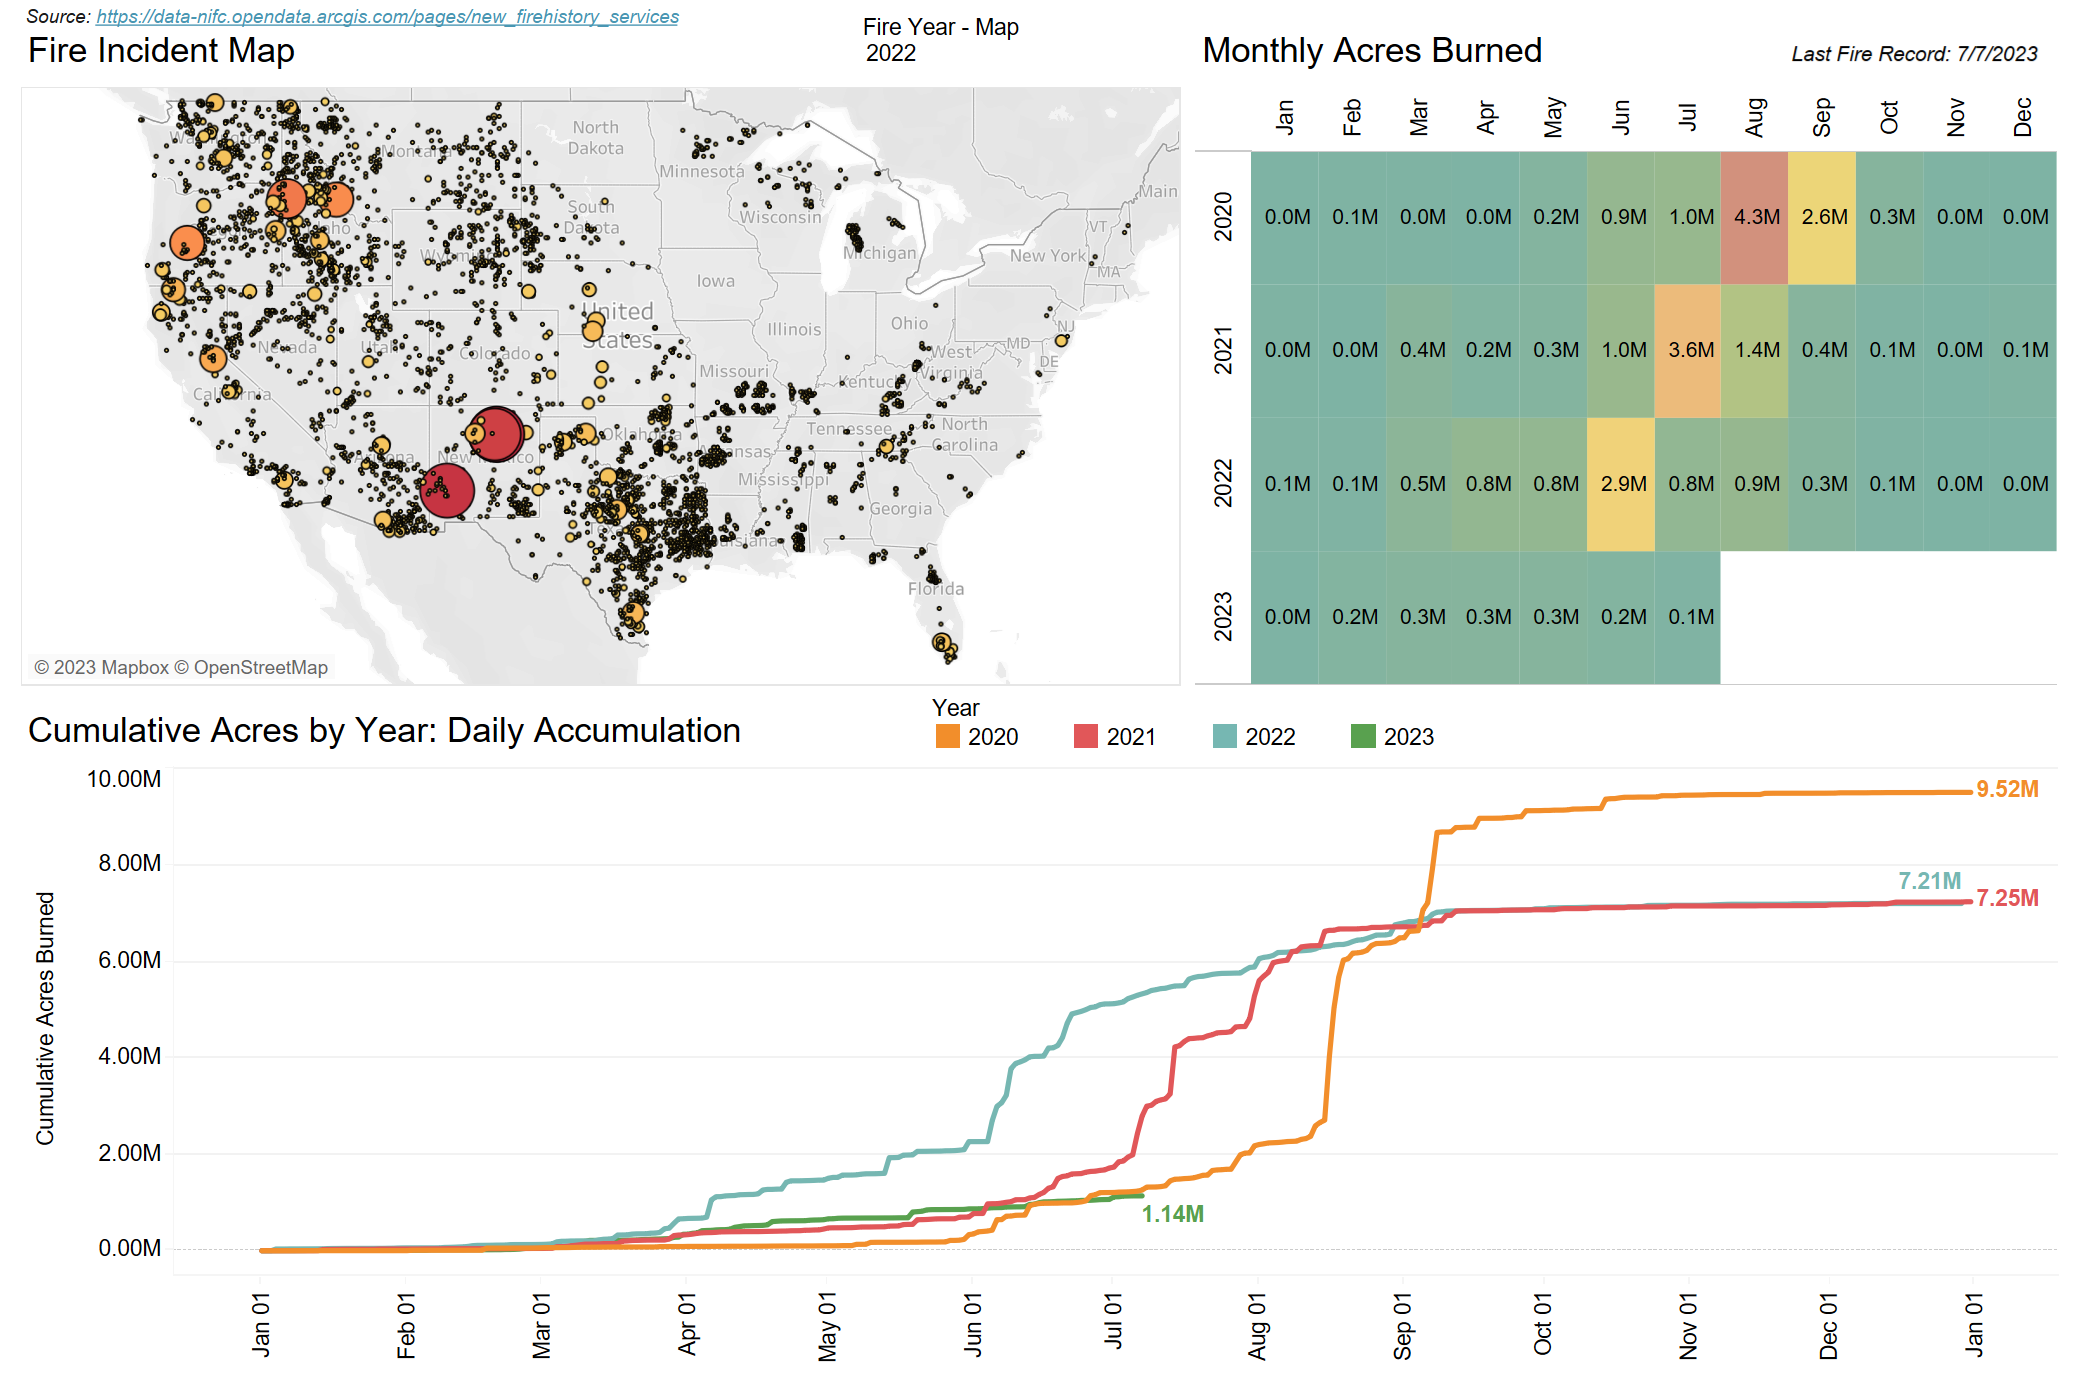 Source: https://data-nifc.opendata.arcgis.com/pages/new_firehistory_services
Fire Incident Map
Fire Year - Map
2022
Washington
Montana
North
Dakota
Minnesota
South
Dakota
Wisconsin
Michigan
Main
VT
New York
MA
Iowa
United
States
Illinois
Ohio
NJ
MD
DE
West
Virginia
Nevada
Utah
Colorado
Missouri
Kentucky
California
Tennessee
North
Carolina
Oklahoma
Arizona
New Mexico
Mississippi
Georgia
Florida
© 2023 Mapbox © OpenStreetMap
Monthly Acres Burned
Last Fire Record: 7/7/2023
Jan Feb Mar Apr May Jun Jul Aug Sep Oct Nov Dec
2020 0.0M 0.1M 0.0M 0.0M 0.2M 0.9M 1.0M 4.3M 2.6M 0.3M 0.0M 0.0M
2021 0.0M 0.0M 0.4M 0.2M 0.3M 1.0M 3.6M 1.4M 0.4M 0.1M 0.0M 0.1M
2022 0.1M 0.1M 0.5M 0.8M 0.8M 2.9M 0.8M 0.9M 0.3M 0.1M 0.0M 0.0M
2023 0.0M 0.2M 0.3M 0.3M 0.3M 0.2M 0.1M
Cumulative Acres by Year: Daily Accumulation
Year
2020 2021 2022 2023
Cumulative Acres Burned
10.00M
8.00M
6.00M
4.00M
2.00M
0.00M
9.52M
7.21M
7.25M
1.14M
Jan 01 Feb 01 Mar 01 Apr 01 May 01 Jun 01 Jul 01 Aug 01 Sep 01 Oct 01 Nov 01 Dec 01 Jan 01